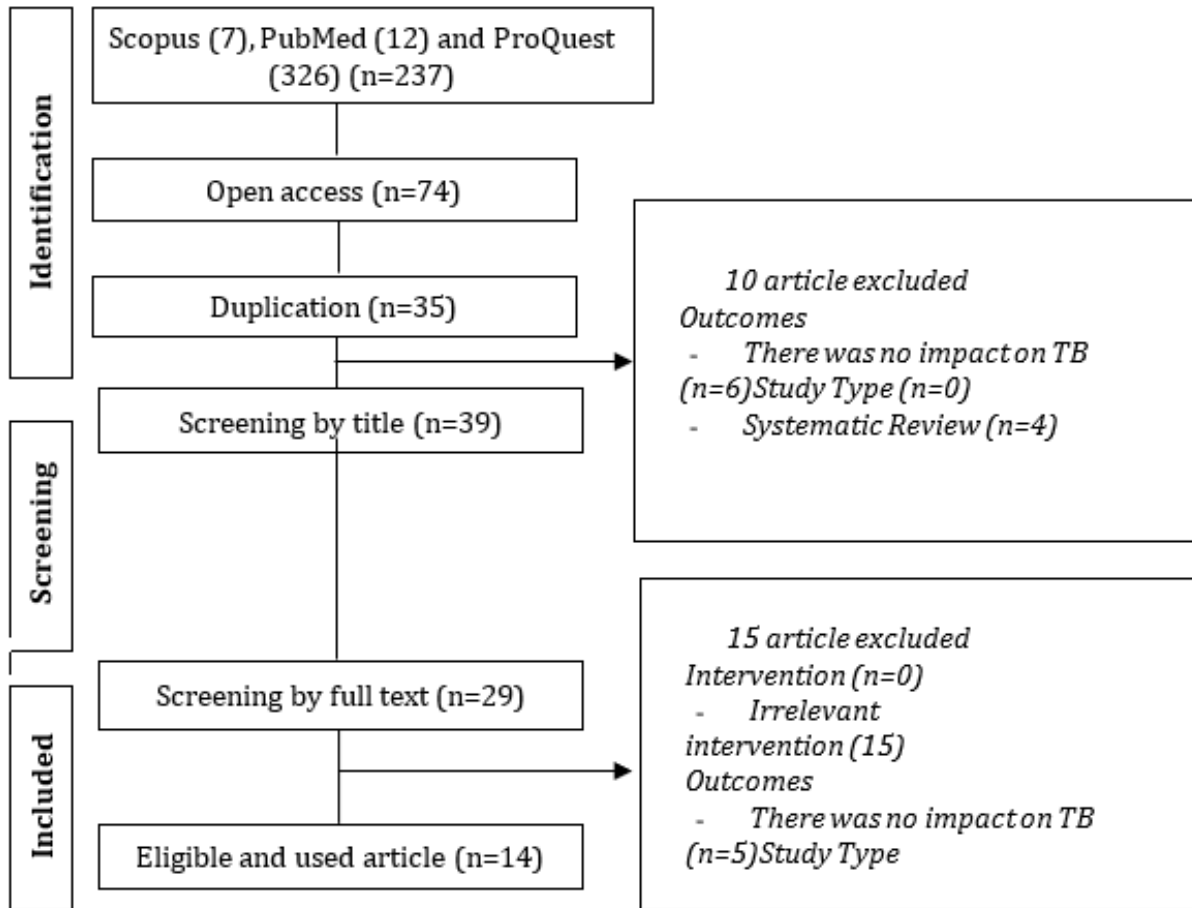 Identification
Scopus (7), PubMed (12) and ProQuest
(326) (n=237)
Open access (n=74)
Duplication (n=35)
10 article excluded
Outcomes
- There was no impact on TB
(n=6)Study Type (n=0)
- Systematic Review (n=4)
Screening by title (n=39)
Screening
Screening by full text (n=29)
15 article excluded
Intervention (n=0)
- Irrelevant
intervention (15)
Outcomes
- There was no impact on TB
(n=5)Study Type
Included
Eligible and used article (n=14)